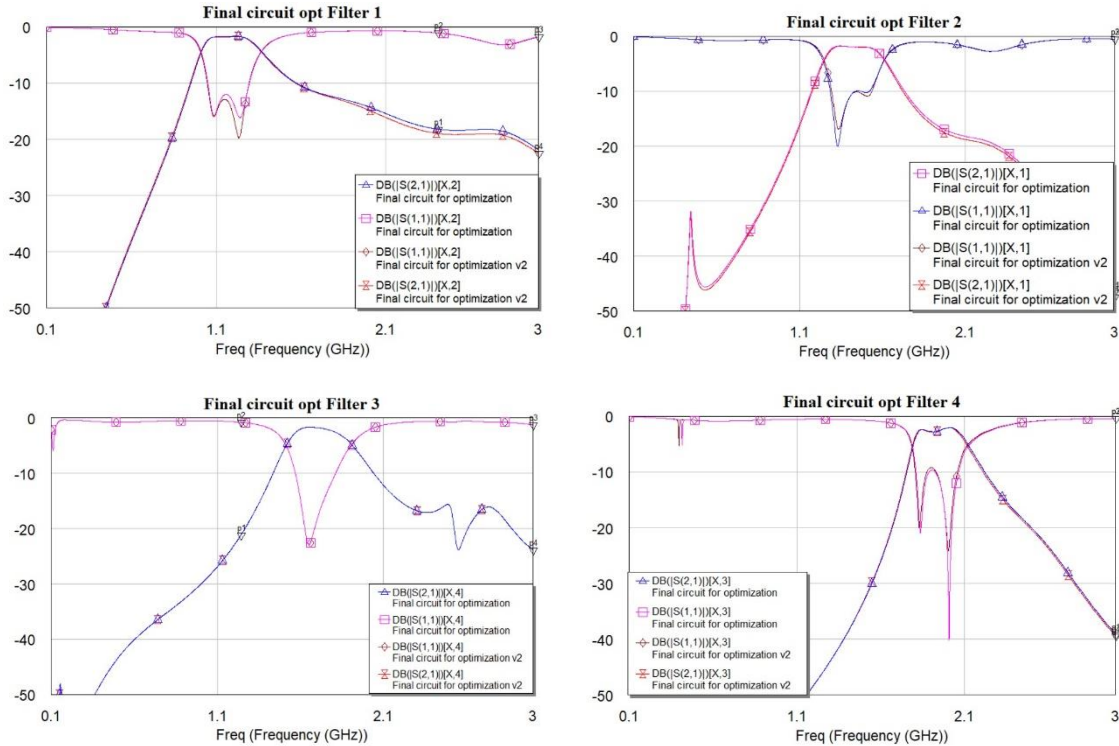 Final circuit opt Filter 1
0
-10
-20
-30
-40
-50
p2
p3
p1
p4
DB(|S(2,1)|)[X,2]
Final circuit for optimization
DB(|S(1,1)|)[X,2]
Final circuit for optimization
DB(|S(1,1)|)[X,2]
Final circuit for optimization v2
DB(|S(2,1)|)[X,2]
Final circuit for optimization v2
0.1 1.1 2.1 3
Freq (Frequency (GHz))
Final circuit opt Filter 2
0
-10
-20
-30
-40
-50
DB(|S(2,1)|)[X,1]
Final circuit for optimization
DB(|S(1,1)|)[X,1]
Final circuit for optimization
DB(|S(1,1)|)[X,1]
Final circuit for optimization v2
DB(|S(2,1)|)[X,1]
Final circuit for optimization v2
0.1 1.1 2.1 3
Freq (Frequency (GHz))
Final circuit opt Filter 3
0
-10
-20
-30
-40
-50
p2
p3
p1
p4
DB(|S(2,1)|)[X,4]
Final circuit for optimization
DB(|S(1,1)|)[X,4]
Final circuit for optimization
DB(|S(1,1)|)[X,4]
Final circuit for optimization v2
DB(|S(2,1)|)[X,4]
Final circuit for optimization v2
0.1 1.1 2.1 3
Freq (Frequency (GHz))
Final circuit opt Filter 4
0
-10
-20
-30
-40
-50
DB(|S(2,1)|)[X,3]
Final circuit for optimization
DB(|S(1,1)|)[X,3]
Final circuit for optimization
DB(|S(1,1)|)[X,3]
Final circuit for optimization v2
DB(|S(2,1)|)[X,3]
Final circuit for optimization v2
0.1 1.1 2.1 3
Freq (Frequency (GHz))